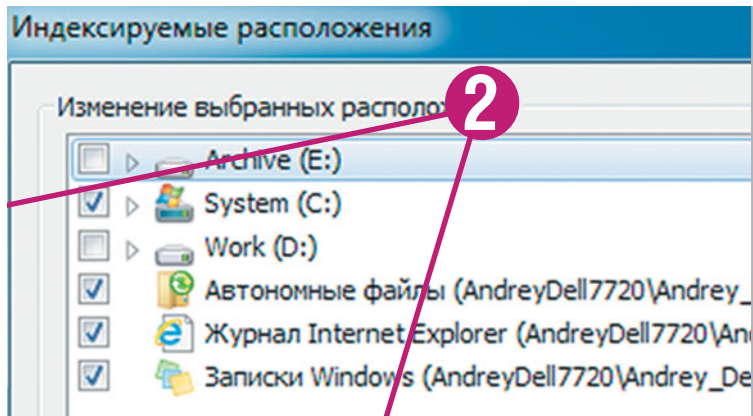 Индексируемые расположения
Изменение выбранных
2
Archive (E:)
System (C:)
Work (D:)
Автономные файлы (AndreyDell7720\Andrey_
Журнал Internet Explorer (AndreyDell7720\An
Записки Windows (AndreyDell7720\Andrey_De